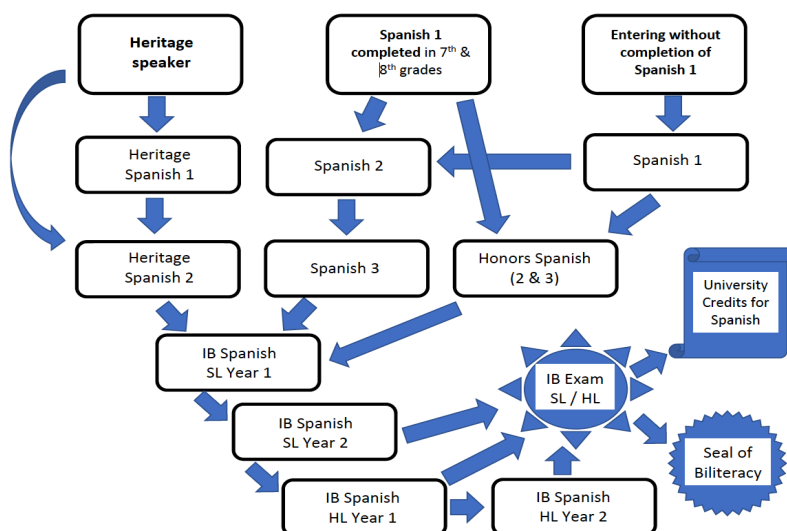 Heritage
speaker
Spanish 1
completed in 7th &
8th grades
Entering without
completion of
Spanish 1
Heritage
Spanish 1
Spanish 2
Spanish 1
Heritage
Spanish 2
Spanish 3
Honors Spanish
(2 & 3)
University
Credits for
Spanish
IB Spanish
SL Year 1
IB Exam
SL / HL
IB Spanish
SL Year 2
Seal of
Biliteracy
IB Spanish
HL Year 1
IB Spanish
HL Year 2